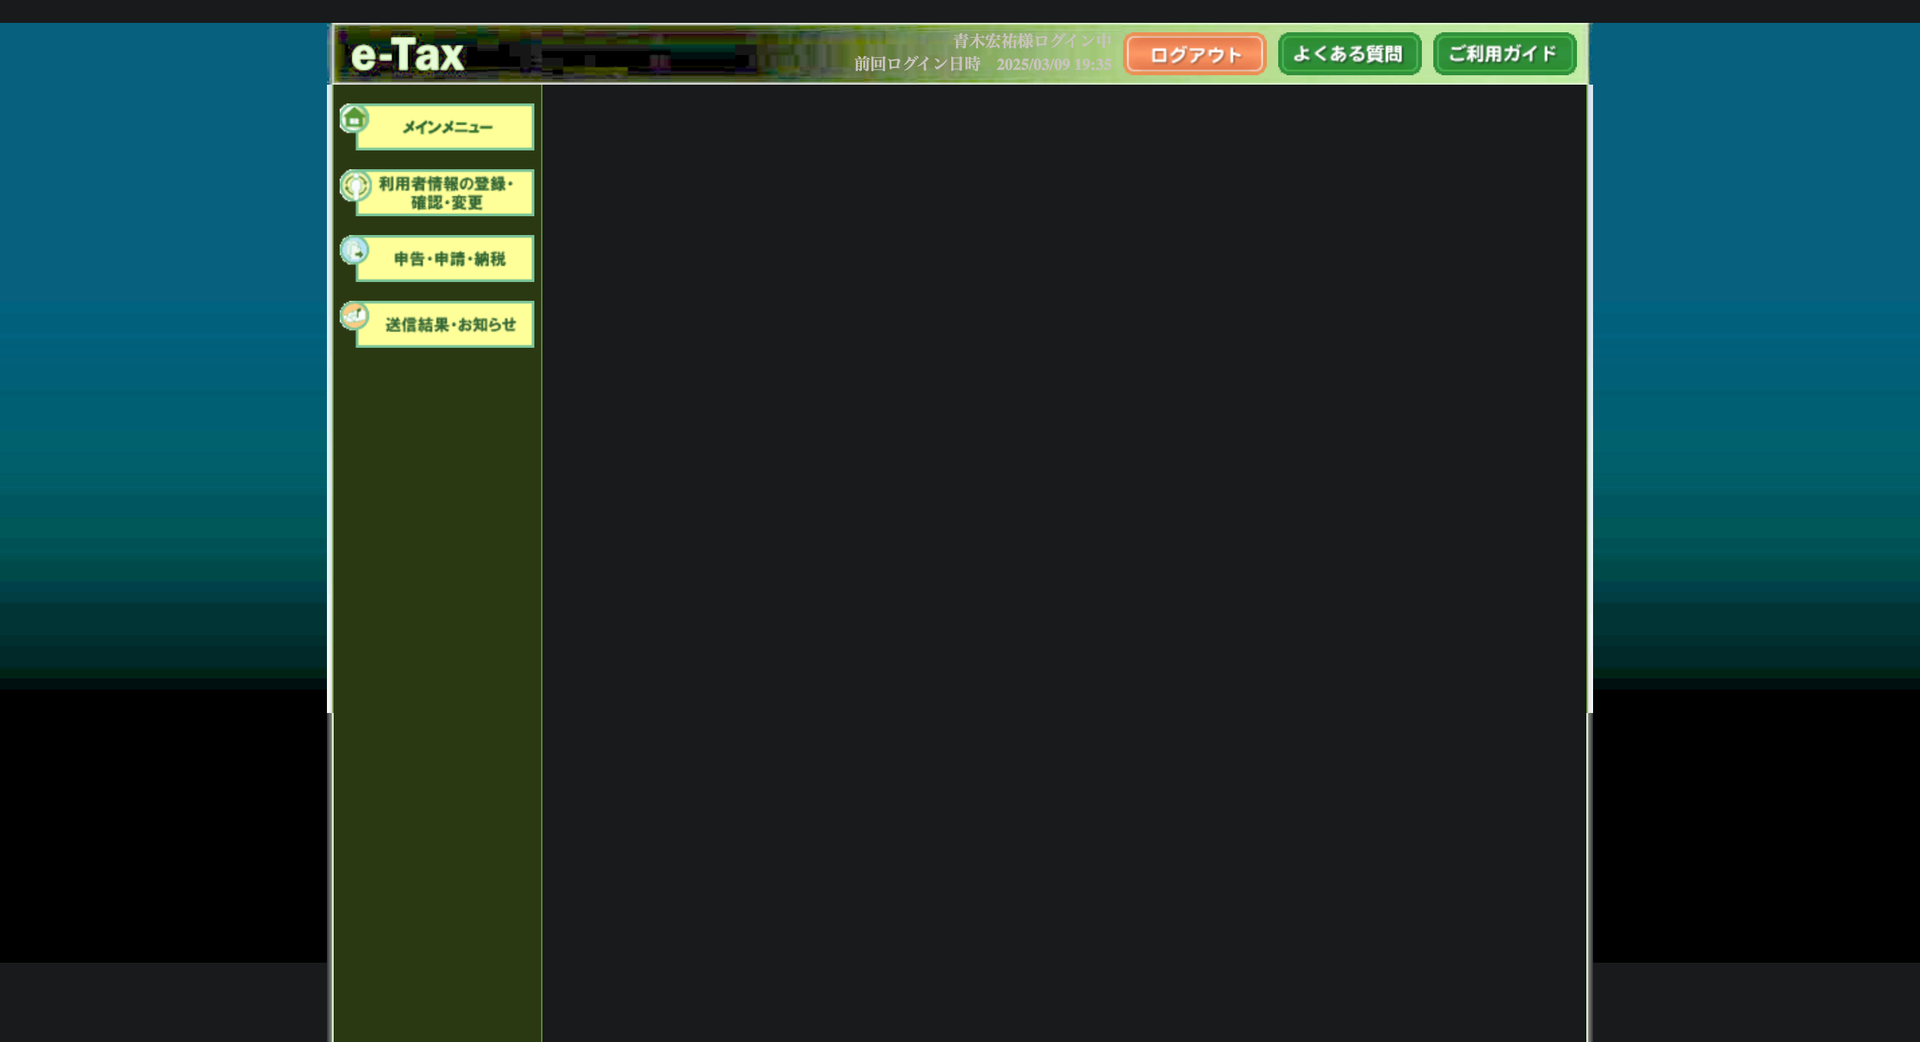 e-Tax
青木宏祐様ログイン中
前回ログイン日時　2025/03/09 19:35
ログアウト
よくある質問
ご利用ガイド
メインメニュー
利用者情報の登録・
確認・変更
申告・申請・納税
送信結果・お知らせ